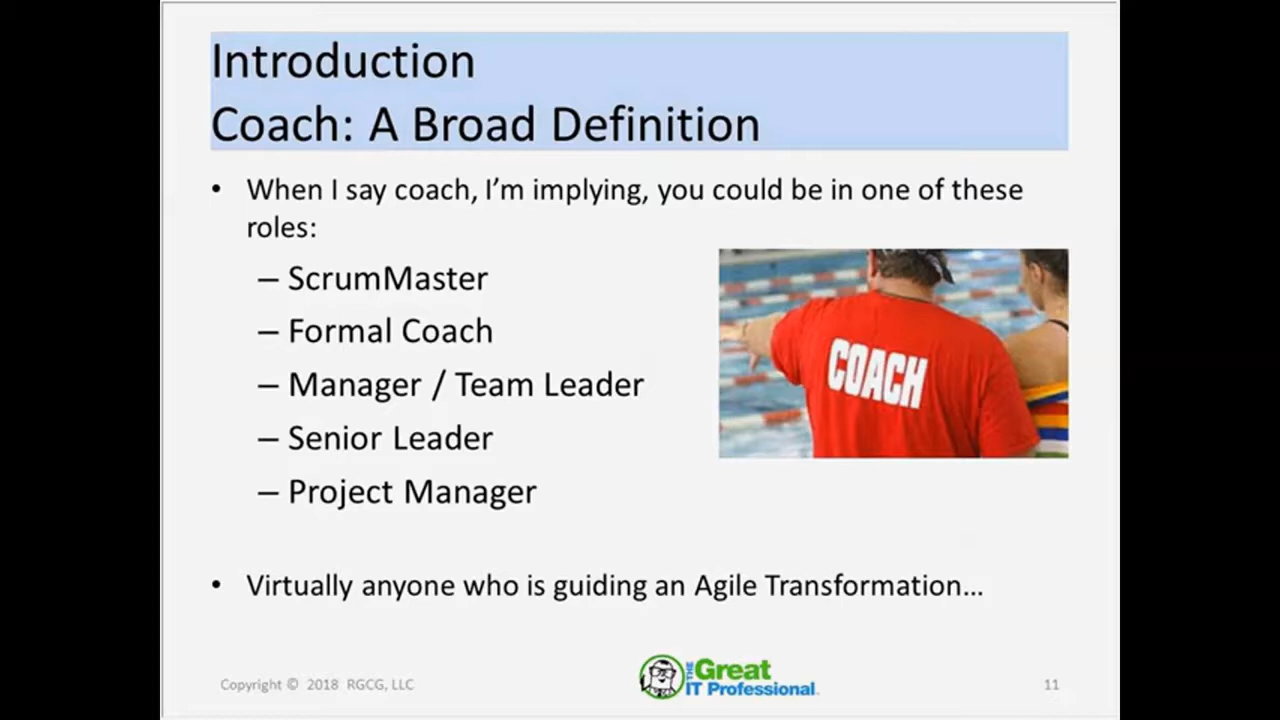 Introduction
Coach: A Broad Definition
• When I say coach, I’m implying, you could be in one of these
roles:
– ScrumMaster
– Formal Coach
– Manager / Team Leader
– Senior Leader
– Project Manager
COACH
• Virtually anyone who is guiding an Agile Transformation...
Copyright © 2018 RGCG, LLC
THE Great
IT Professional
11